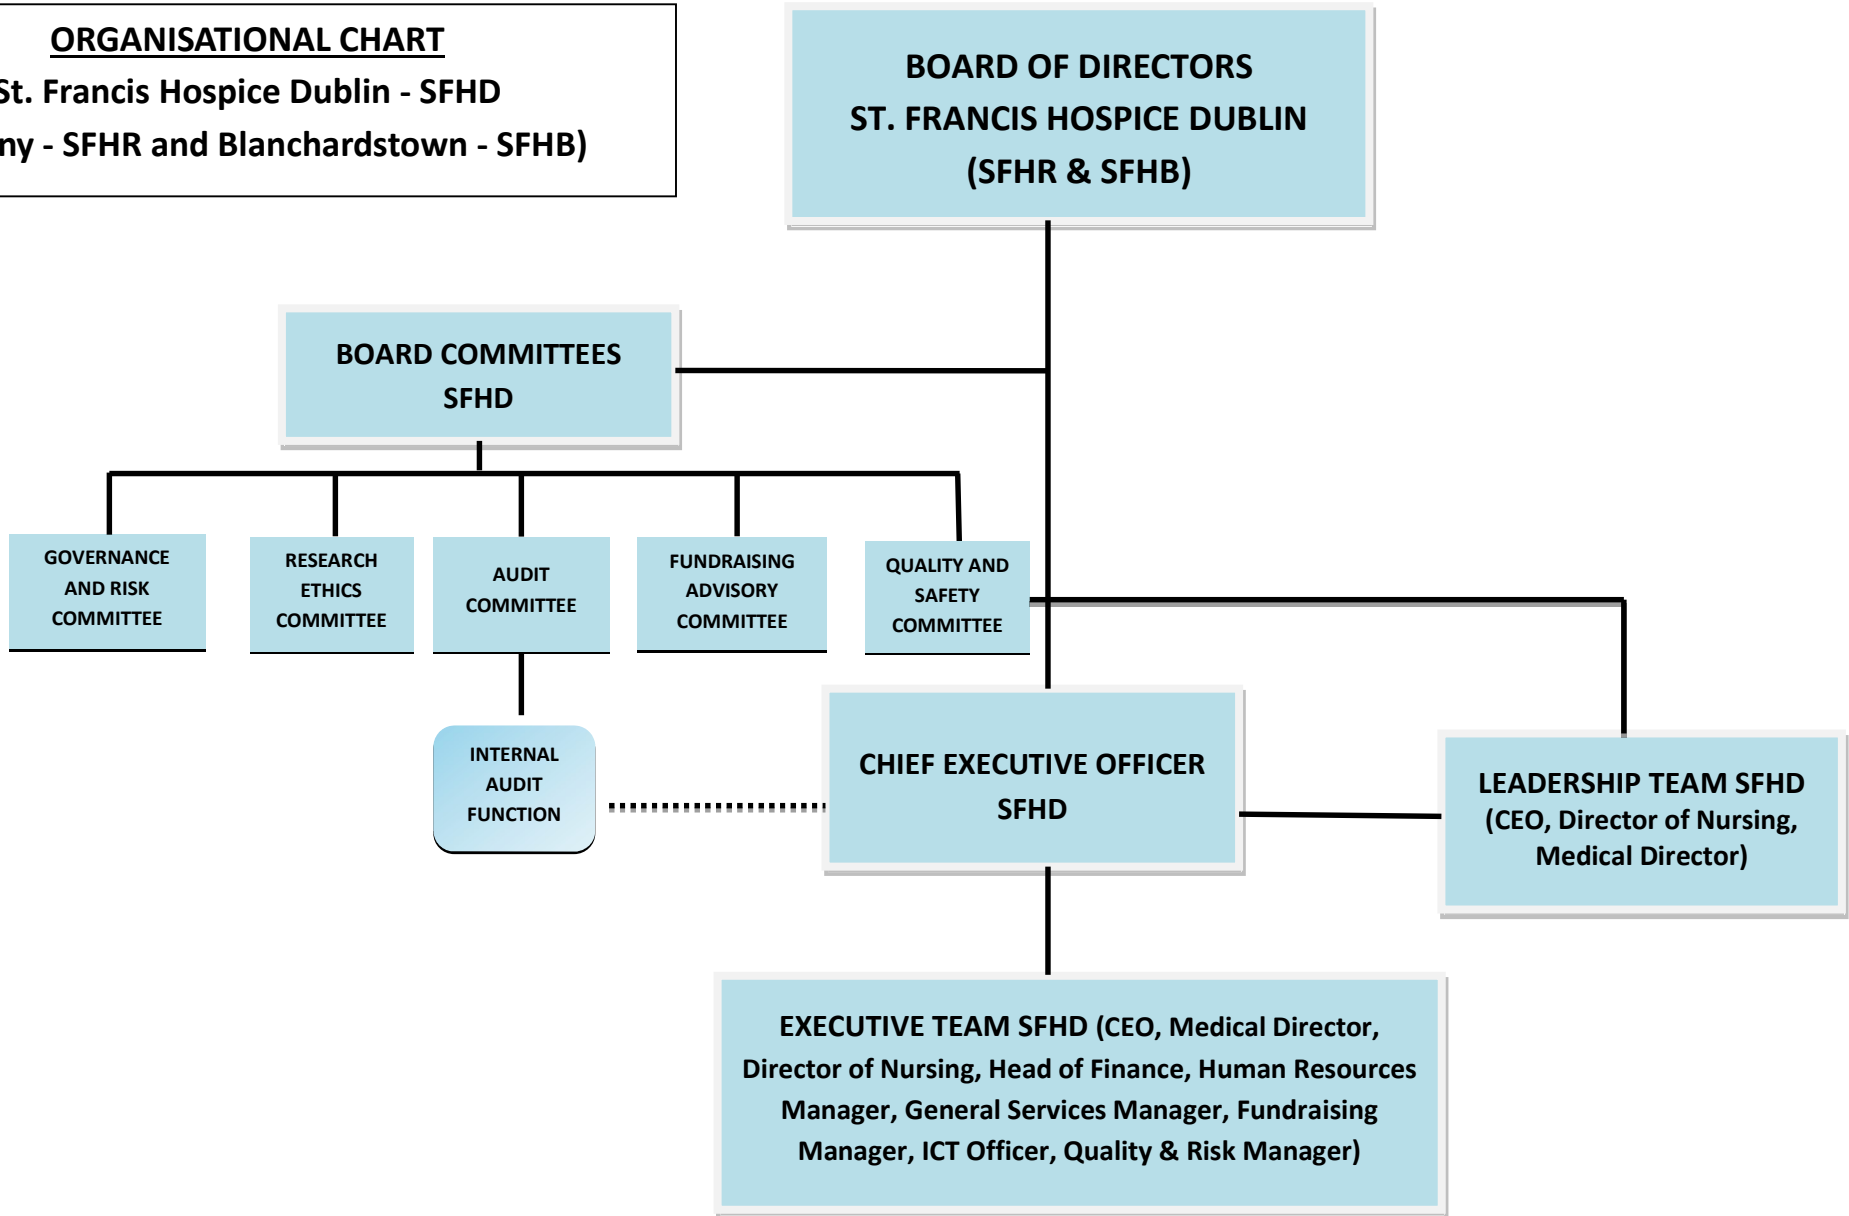 ORGANISATIONAL CHART
St. Francis Hospice Dublin - SFHD
- SFHR and Blanchardstown - SFHB)
BOARD OF DIRECTORS
ST. FRANCIS HOSPICE DUBLIN
(SFHR & SFHB)
BOARD COMMITTEES
SFHD
GOVERNANCE
AND RISK
COMMITTEE
RESEARCH
ETHICS
COMMITTEE
AUDIT
COMMITTEE
FUNDRAISING
ADVISORY
COMMITTEE
QUALITY AND
SAFETY
COMMITTEE
INTERNAL
AUDIT
FUNCTION
CHIEF EXECUTIVE OFFICER
SFHD
LEADERSHIP TEAM SFHD
(CEO, Director of Nursing,
Medical Director)
EXECUTIVE TEAM SFHD (CEO, Medical Director,
Director of Nursing, Head of Finance, Human Resources
Manager, General Services Manager, Fundraising
Manager, ICT Officer, Quality & Risk Manager)